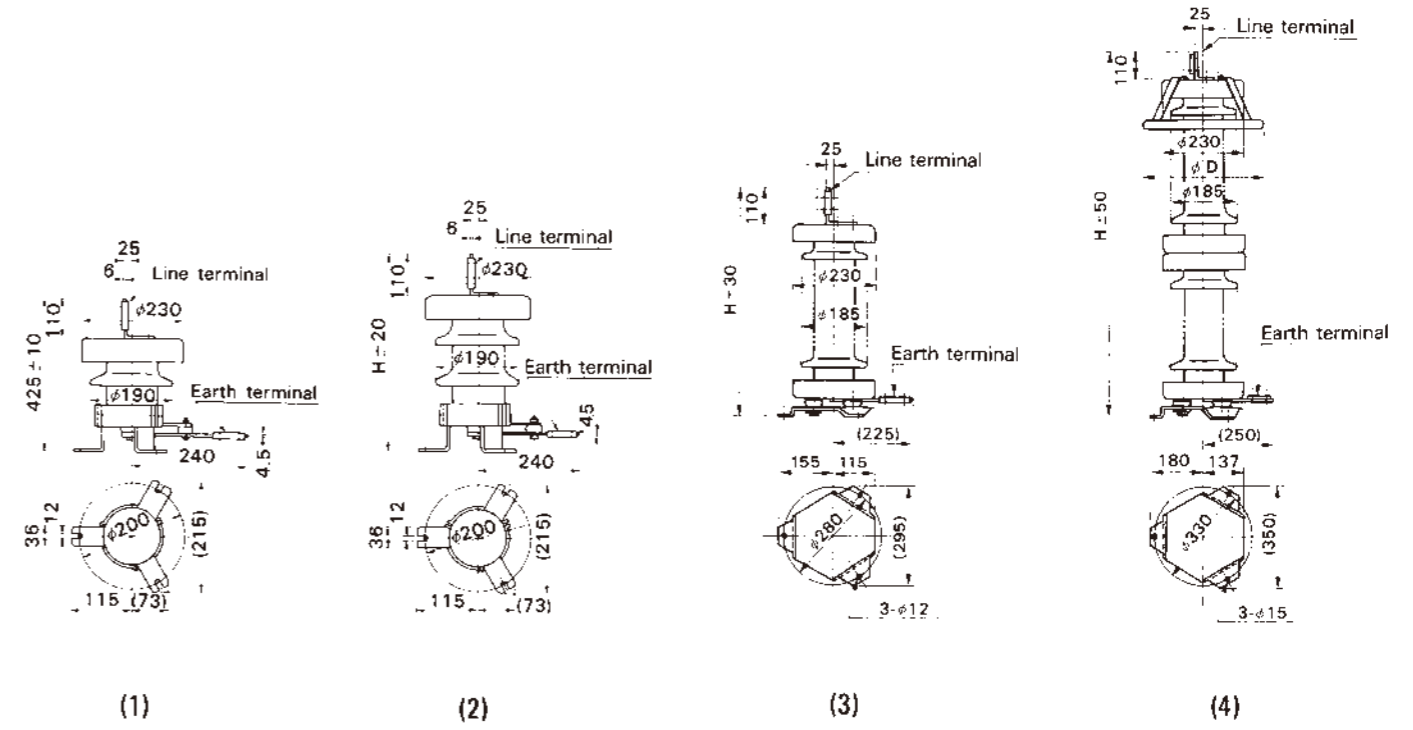 25
6
Line terminal
110
φ230
425±10
φ190
Earth terminal
240
4.5
36
12
φ200
(215)
115
(73)
(1)
25
6
Line terminal
110
φ230
H±20
φ190
Earth terminal
45
240
36
12
φ200
(215)
115
(73)
(2)
25
Line terminal
110
φ230
H±30
φ185
Earth terminal
(225)
155
115
φ280
(295)
3-φ12
(3)
25
Line terminal
110
φ230
φD
φ185
H±50
Earth terminal
(250)
180
137
φ330
(350)
3-φ15
(4)